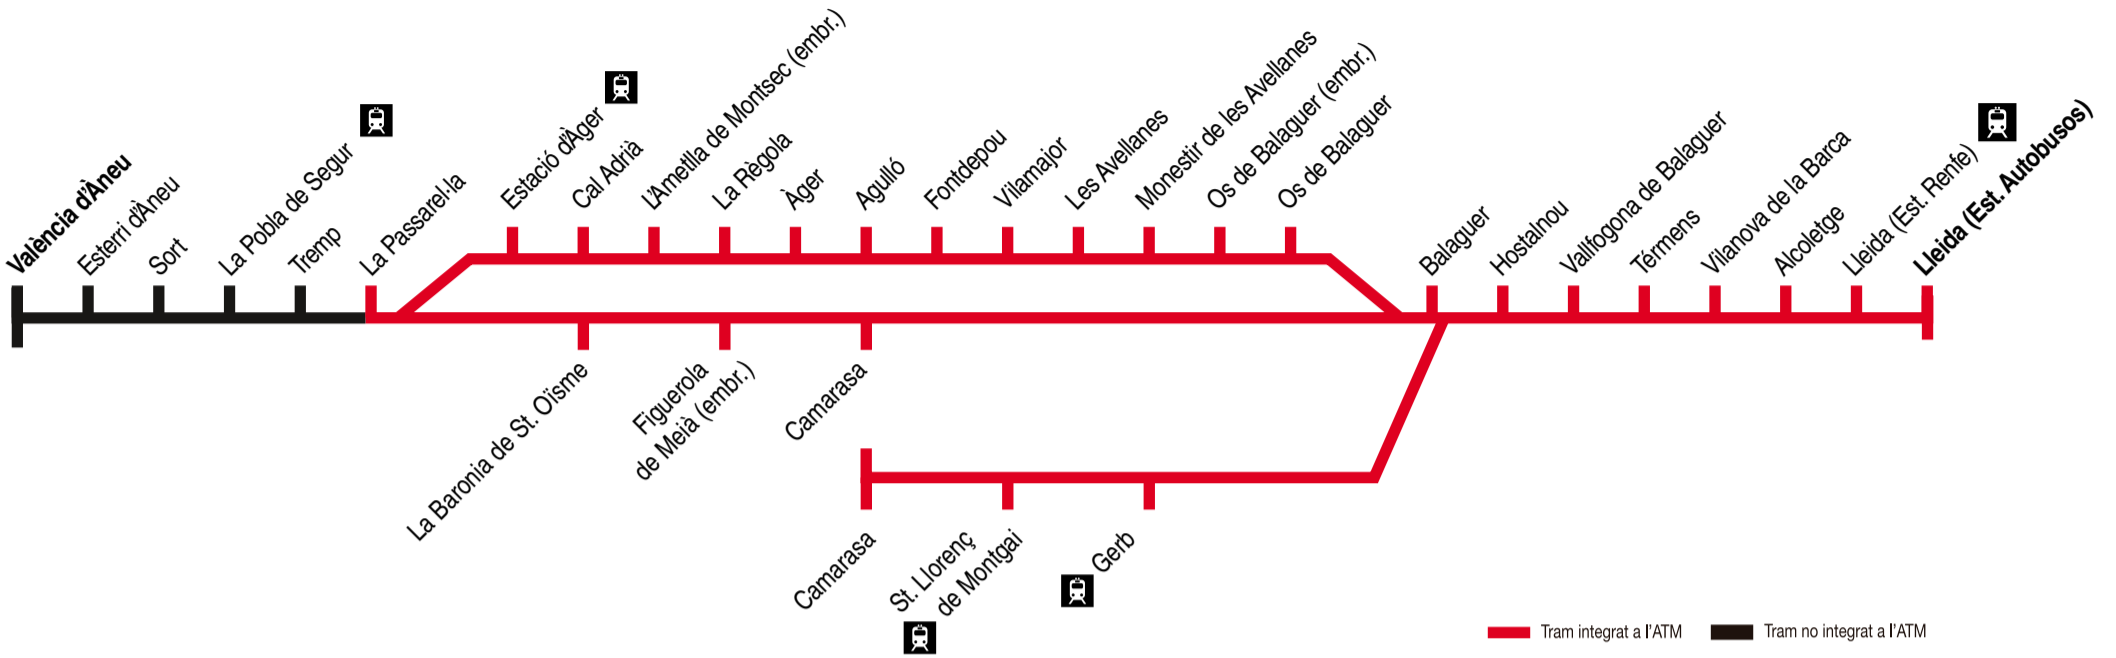 València d'Àneu
Esterri d'Àneu
Sort
La Pobla de Segur
Tremp
La Passarel·la
Estació d'Àger
Cal Adrià
L'Ametlla de Montsec (embr.)
La Règola
Àger
Agulló
Fontdepou
Vilamajor
Les Avellanes
Monestir de les Avellanes
Os de Balaguer (embr.)
Os de Balaguer
Balaguer
Hostalnou
Vallfogona de Balaguer
Térmens
Vilanova de la Barca
Alcoletge
Lleida (Est. Renfe)
Lleida (Est. Autobusos)
La Baronia de St. Oïsme
Figuerola
de Meià (embr.)
Camarasa
Camarasa
St. Llorenç
de Montgai
Gerb
Tram integrat a l'ATM
Tram no integrat a l'ATM